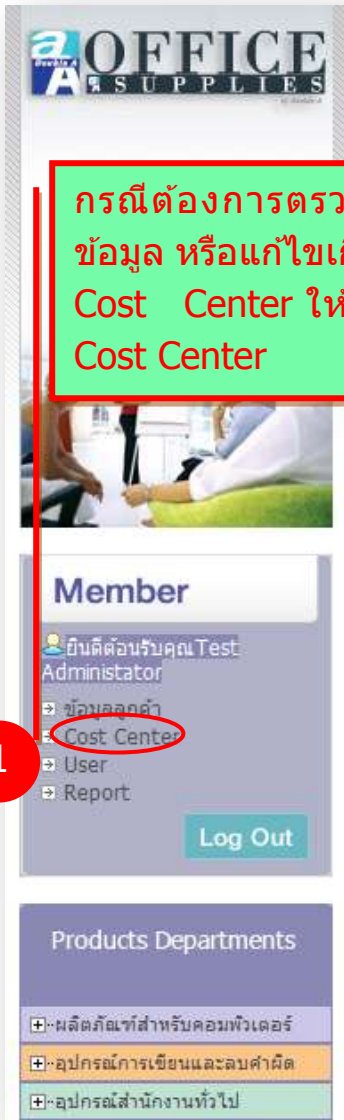 Double A
aA OFFICE
SUPPLIES
กรณีต้องการตรว
ข้อมูล หรือแก้ไขเ
Cost Center ให้
Cost Center
Member
ยินดีต้อนรับคุณTest
Administator
ข้อมูลลูกค้า
Cost Center
1
User
Report
Log Out
Products Departments
ผลิตภัณฑ์สำหรับคอมพิวเตอร์
อุปกรณ์การเขียนและลบคำผิด
อุปกรณ์สำนักงานทั่วไป